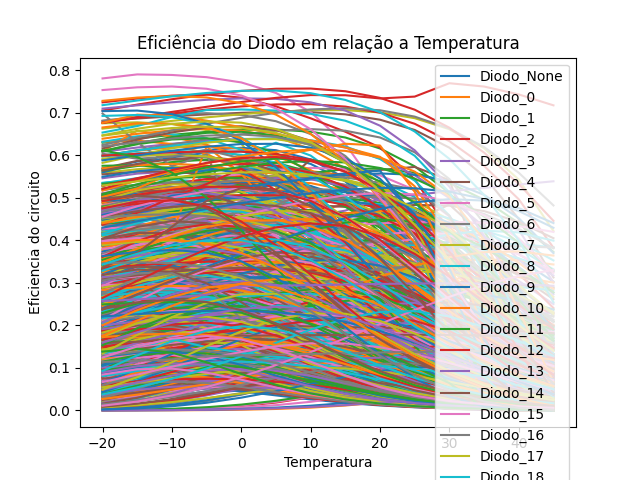 Eficiência do Diodo em relação a Temperatura
Eficiencia do circuito
0.8
0.7
0.6
0.5
0.4
0.3
0.2
0.1
0.0
−20
−10
0
10
20
30
40
Temperatura
Diodo_None
Diodo_0
Diodo_1
Diodo_2
Diodo_3
Diodo_4
Diodo_5
Diodo_6
Diodo_7
Diodo_8
Diodo_9
Diodo_10
Diodo_11
Diodo_12
Diodo_13
Diodo_14
Diodo_15
Diodo_16
Diodo_17
Diodo_18